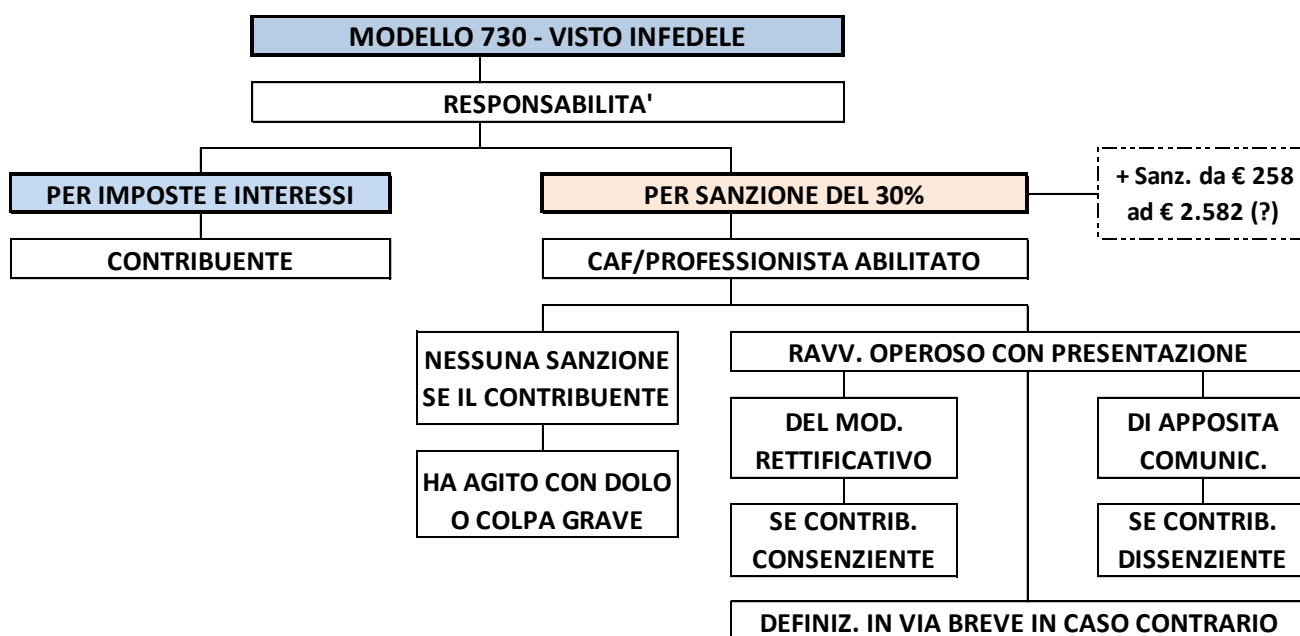 MODELLO 730 - VISTO INFEDELE
RESPONSABILITA'
PER IMPOSTE E INTERESSI
CONTRIBUENTE
PER SANZIONE DEL 30%
+ Sanz. da € 258
ad € 2.582 (?)
CAF/PROFESSIONISTA ABILITATO
NESSUNA SANZIONE
SE IL CONTRIBUENTE
HA AGITO CON DOLO
O COLPA GRAVE
RAVV. OPEROSO CON PRESENTAZIONE
DEL MOD.
RETTIFICATIVO
SE CONTRIB.
CONSENZIENTE
DI APPOSITA
COMUNIC.
SE CONTRIB.
DISSENZIENTE
DEFINIZ. IN VIA BREVE IN CASO CONTRARIO